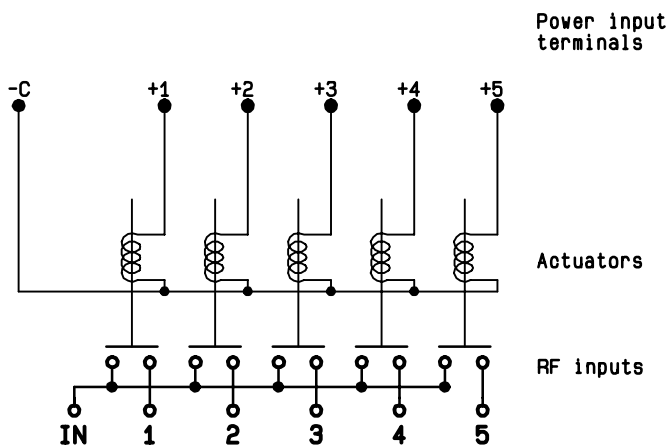 Power input
terminals
-C +1 +2 +3 +4 +5
Actuators
RF inputs
IN 1 2 3 4 5